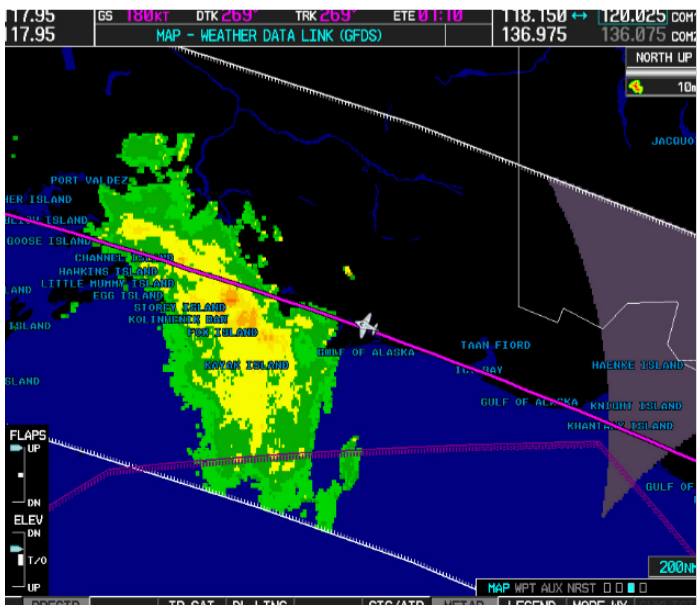 17.95 GS 180KT DTK 269° TRK 269° ETE 01:10 118.150 ↔ 120.025 COM1
17.95 MAP - WEATHER DATA LINK (GFDS) 136.975 136.075 COM2
NORTH UP
10m
JACQUO
PORT VALDEZ
HER ISLAND
ISLAND
GOOSE ISLAND
CHANNEL ISLAND
HAWKINS ISLAND
LITTLE MUMMY ISLAND
LAND
EGG ISLAND
STOREY ISLAND
ISLAND
ISLAND
GULF OF ALASKA
TAAN FIORD
KAYAK ISLAND
BAY
HAENKE ISLAND
SLAND
GULF OF ALASKA
KNIGHT ISLAND
KHANTAAK ISLAND
FLAPS
UP
DN
GULF OF
ELEV
DN
T/O
UP
200NM
MAP WPT AUX NRST
LEGEND